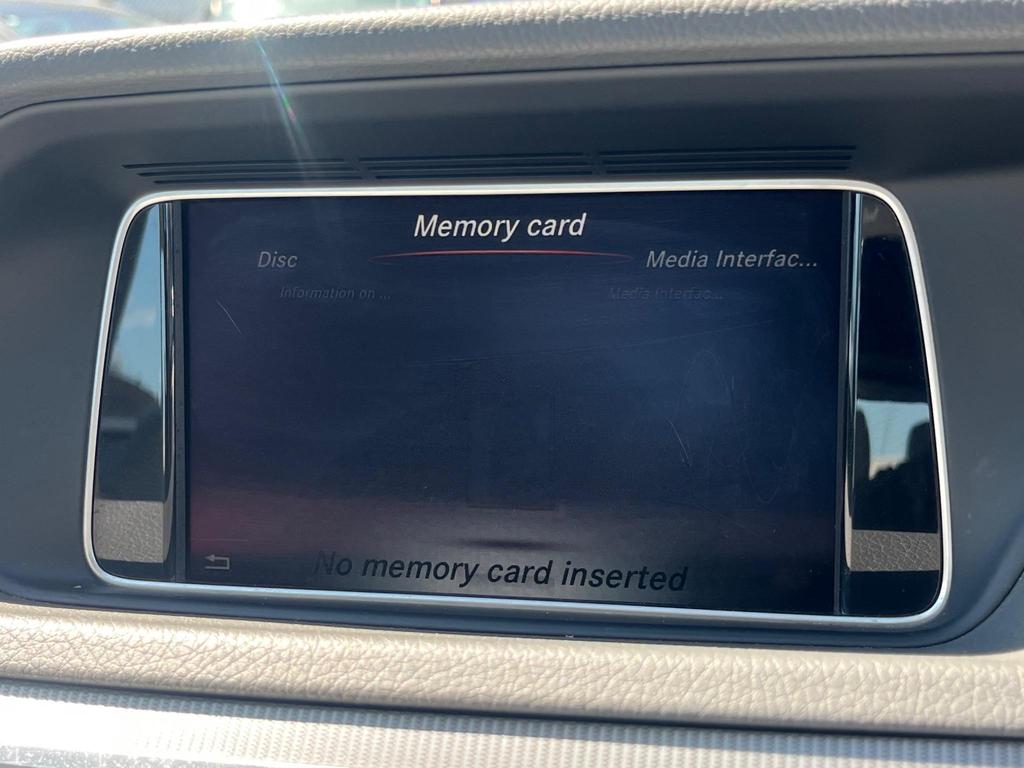 Memory card
Disc
Media Interfac...
Information on ...
Media Interfac...
No memory card inserted